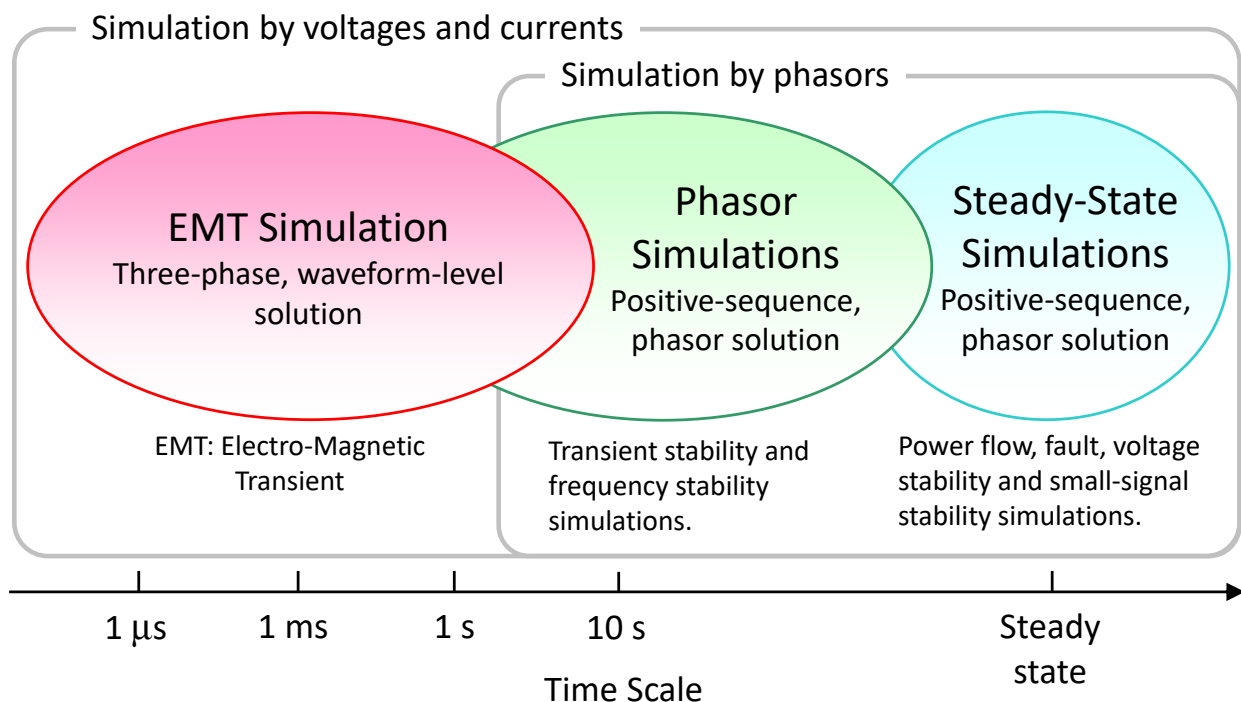 Simulation by voltages and currents
Simulation by phasors
EMT Simulation
Three-phase, waveform-level
solution
Phasor
Simulations
Positive-sequence,
phasor solution
Steady-State
Simulations
Positive-sequence,
phasor solution
EMT: Electro-Magnetic
Transient
Transient stability and
frequency stability
simulations.
Power flow, fault, voltage
stability and small-signal
stability simulations.
1 μs
1 ms
1 s
10 s
Steady
state
Time Scale